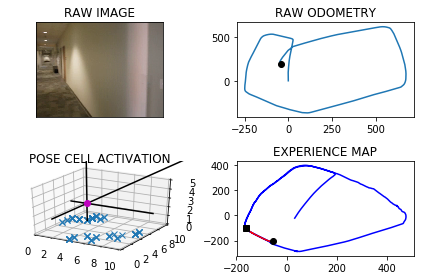 RAW IMAGE
RAW ODOMETRY
500
0
-250 0 250 500
POSE CELL ACTIVATION
5
4
3
2
1
0
0 2 4 6 8 10
0 2 4 6 8 10
EXPERIENCE MAP
400
200
0
-200
-200 0 200 400